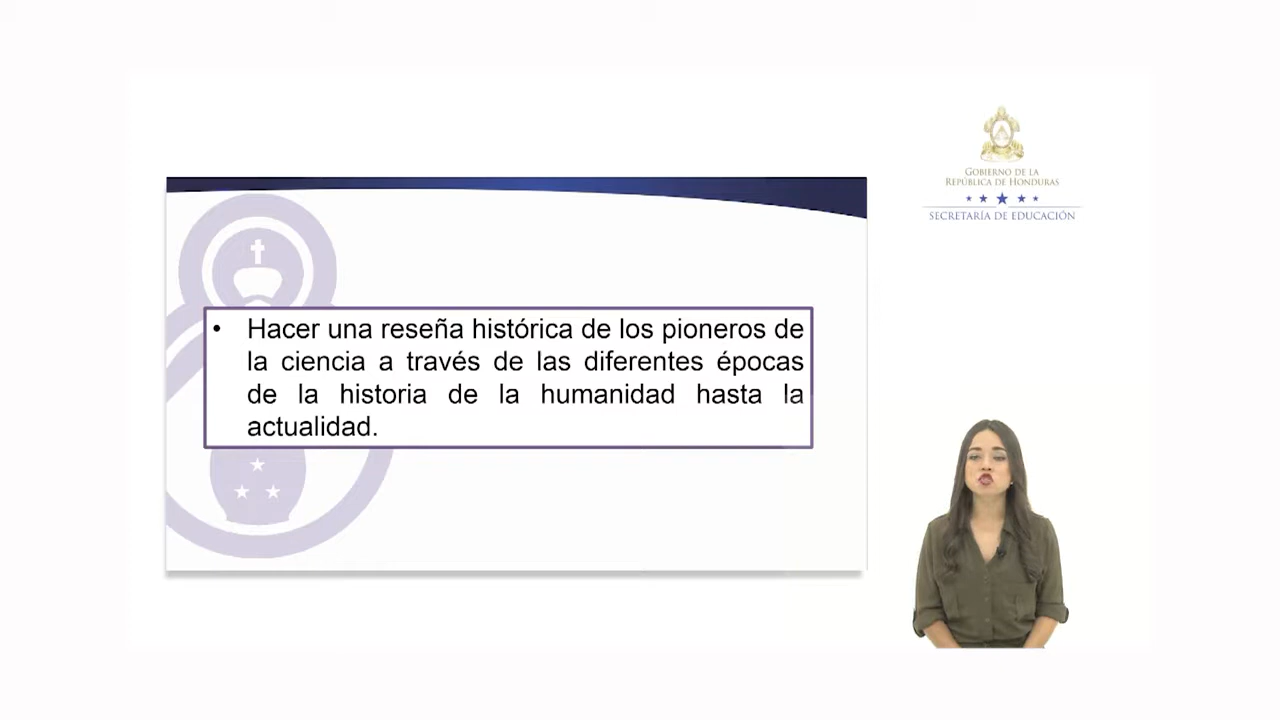 GOBIERNO DE LA
REPÚBLICA DE HONDURAS
SECRETARÍA DE EDUCACIÓN
• Hacer una reseña histórica de los pioneros de
la ciencia a través de las diferentes épocas
de la historia de la humanidad hasta la
actualidad.